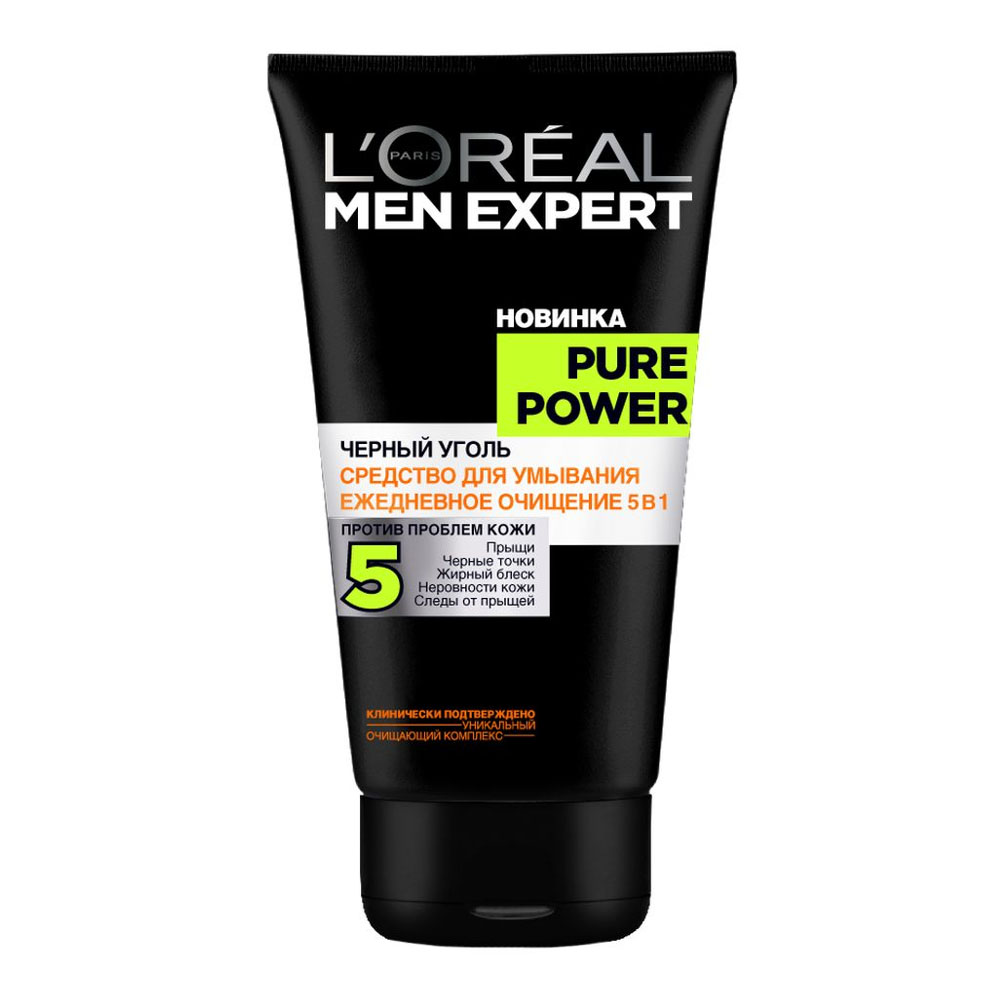 L'ORÉAL
PARIS
MEN EXPERT
НОВИНКА
PURE
POWER
ЧЕРНЫЙ УГОЛЬ
СРЕДСТВО ДЛЯ УМЫВАНИЯ
ЕЖЕДНЕВНОЕ ОЧИЩЕНИЕ 5 В 1
ПРОТИВ ПРОБЛЕМ КОЖИ
5
Прыщи
Черные точки
Жирный блеск
Неровности кожи
Следы от прыщей
КЛИНИЧЕСКИ ПОДТВЕРЖДЕНО
УНИКАЛЬНЫЙ
ОЧИЩАЮЩИЙ КОМПЛЕКС